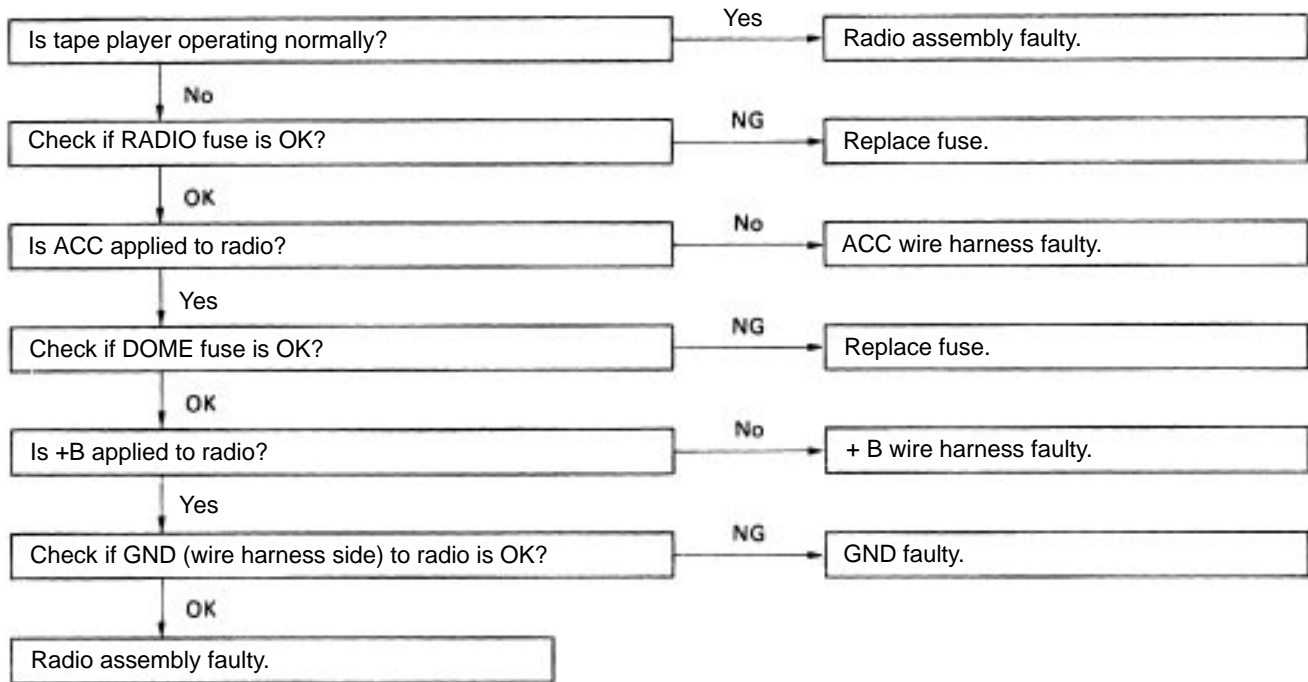 Is tape player operating normally?
Yes
Radio assembly faulty.
No
Check if RADIO fuse is OK?
NG
Replace fuse.
OK
Is ACC applied to radio?
No
ACC wire harness faulty.
Yes
Check if DOME fuse is OK?
NG
Replace fuse.
OK
Is +B applied to radio?
No
+ B wire harness faulty.
Yes
Check if GND (wire harness side) to radio is OK?
NG
GND faulty.
OK
Radio assembly faulty.